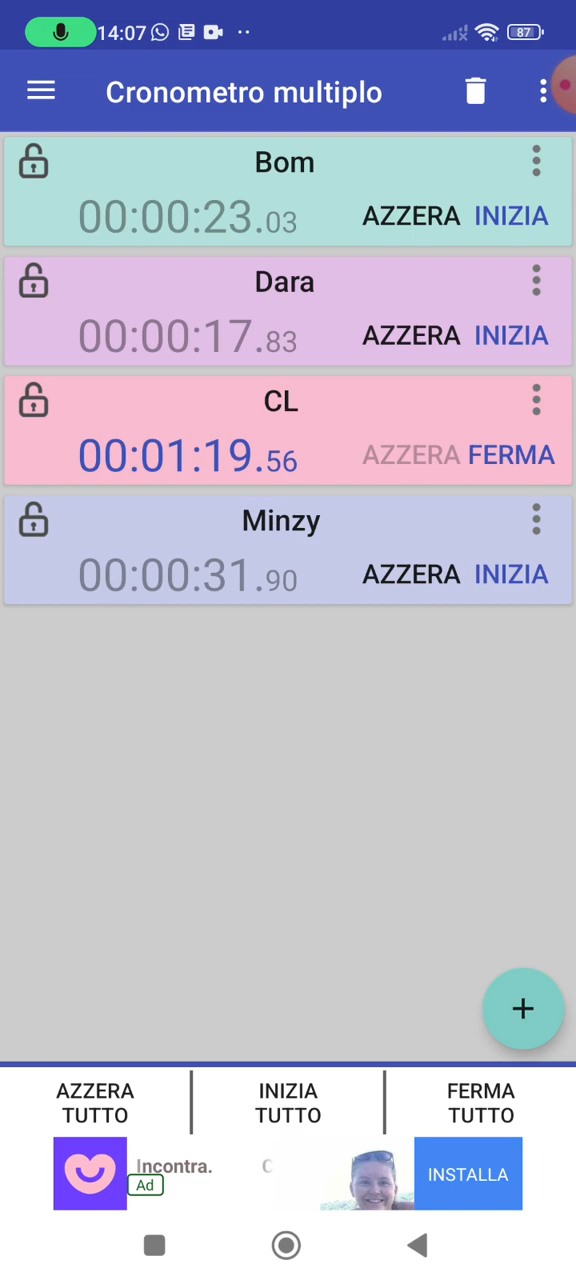 14:07
87
Cronometro multiplo
Bom
00:00:23.03 AZZERA INIZIA
Dara
00:00:17.83 AZZERA INIZIA
CL
00:01:19.56 AZZERA FERMA
Minzy
00:00:31.90 AZZERA INIZIA
+
AZZERA TUTTO
INIZIA TUTTO
FERMA TUTTO
Incontra.
C
Ad
INSTALLA